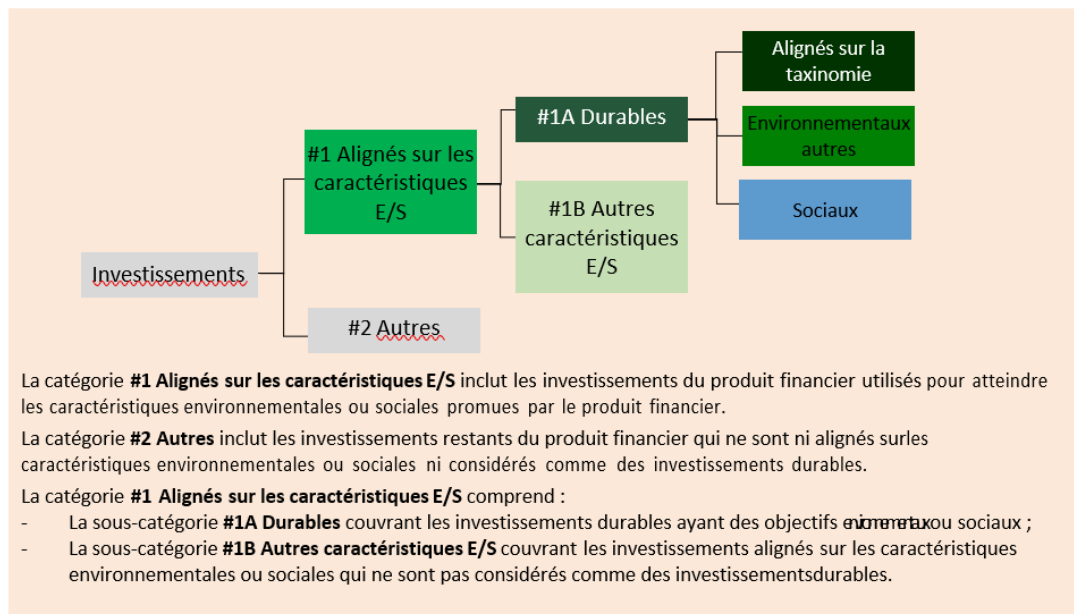 Alignés sur la
taxinomie
#1A Durables
Environnementaux
autres
#1 Alignés sur les
caractéristiques
E/S
#1B Autres
caractéristiques
E/S
Sociaux
Investissements
#2 Autres
La catégorie #1 Alignés sur les caractéristiques E/S inclut les investissements du produit financier utilisés pour atteindre
les caractéristiques environnementales ou sociales promues par le produit financier.
La catégorie #2 Autres inclut les investissements restants du produit financier qui ne sont ni alignés surles
caractéristiques environnementales ou sociales ni considérés comme des investissements durables.
La catégorie #1 Alignés sur les caractéristiques E/S comprend :
- La sous-catégorie #1A Durables couvrant les investissements durables ayant des objectifs environnementaux ou sociaux ;
- La sous-catégorie #1B Autres caractéristiques E/S couvrant les investissements alignés sur les caractéristiques
environnementales ou sociales qui ne sont pas considérés comme des investissementsdurables.